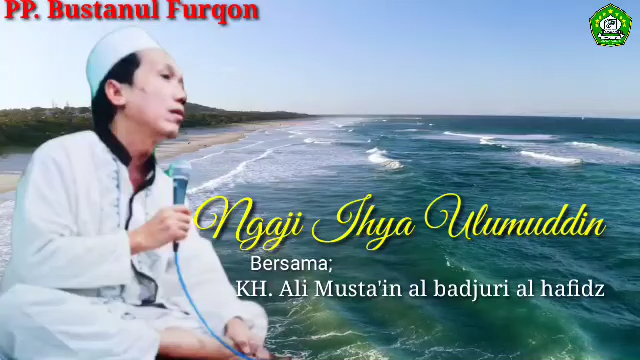 PP. Bustanul Furqon
Ngaji Ihya Ulumuddin
Bersama;
KH. Ali Musta'in al badjuri al hafidz